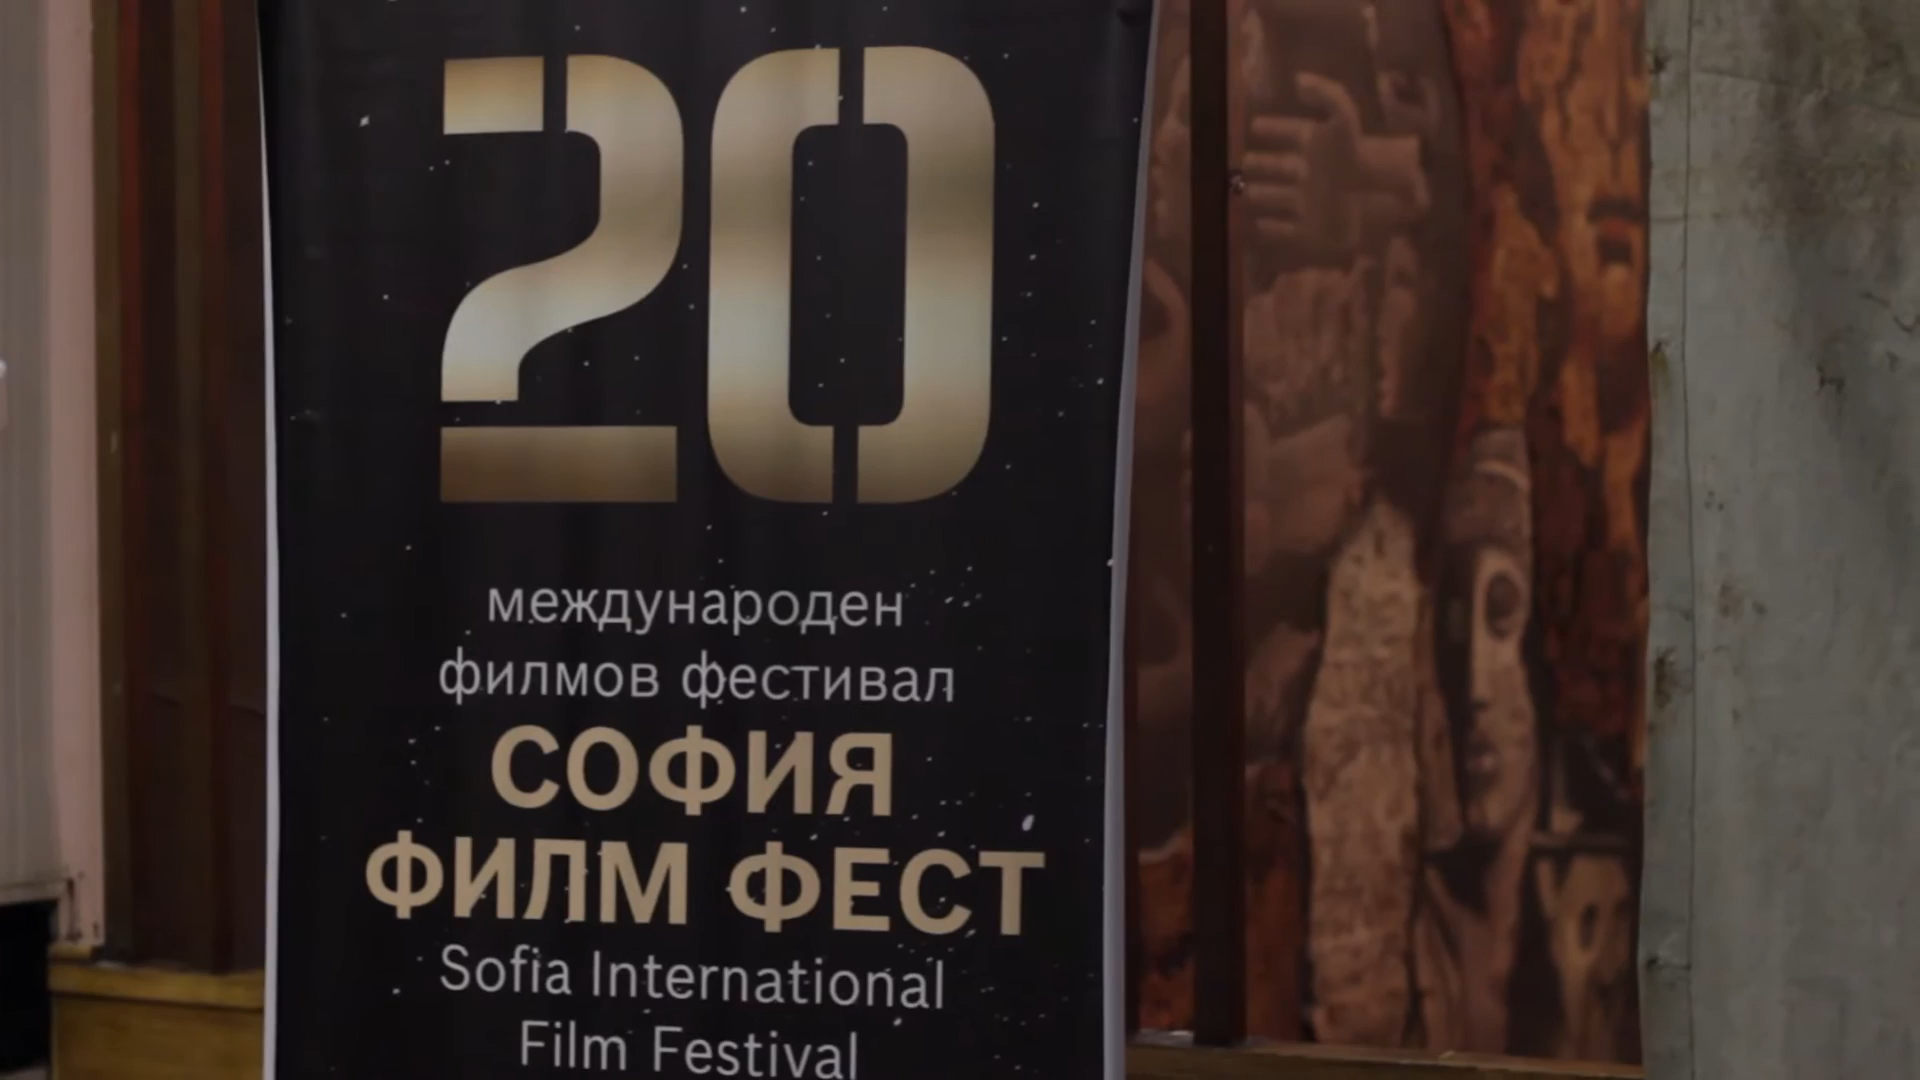 20
международен
филмов фестивал
СОФИЯ
ФИЛМ ФЕСТ
Sofia International
Film Festival